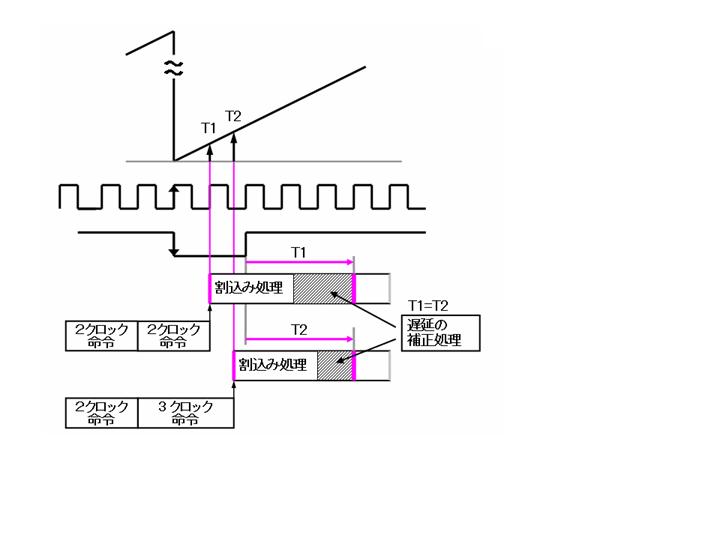 T2
T1
T1
割込み処理
T1=T2
遅延の
補正処理
2クロック
命令
2クロック
命令
T2
割込み処理
2クロック
命令
3 クロック
命令